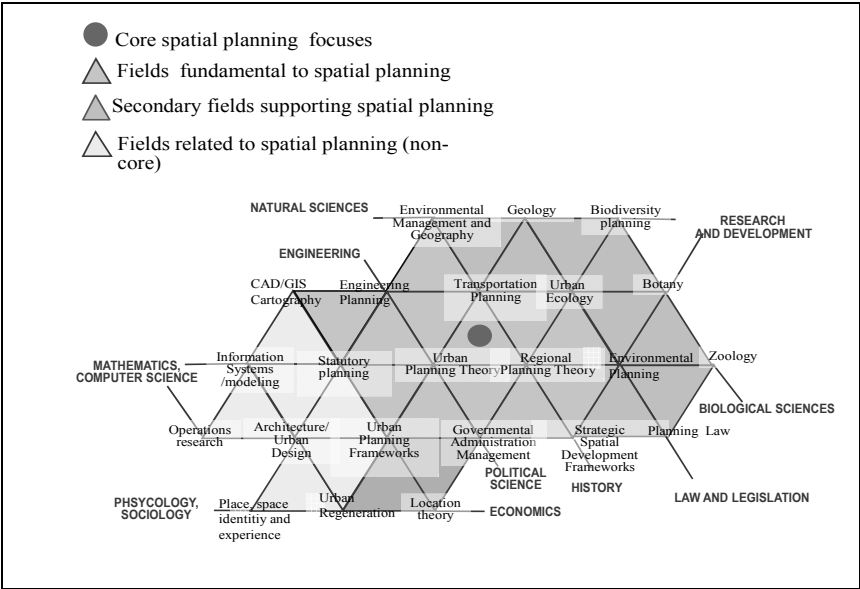 Core spatial planning focuses
Fields fundamental to spatial planning
Secondary fields supporting spatial planning
Fields related to spatial planning (non-
core)
NATURAL SCIENCES
Environmental
Management and
Geography
Geology
Biodiversity
planning
RESEARCH
AND DEVELOPMENT
ENGINEERING
CAD/GIS
Cartography
Engineering
Planning
Transportation
Planning
Urban
Ecology
Botany
MATHEMATICS,
COMPUTER SCIENCE
Information
Systems
/modeling
Statutory
planning
Urban
Planning Theory
Regional
Planning Theory
Environmental
Planning
Zoology
BIOLOGICAL SCIENCES
Operations
research
Architecture/
Urban
Design
Urban
Planning
Frameworks
Governmental
Administration
Management
Strategic
Spatial
Development
Frameworks
Planning Law
POLITICAL
SCIENCE
HISTORY
LAW AND LEGISLATION
PHSYCOLOGY,
SOCIOLOGY
Place, space
identitiy and
experience
Urban
Regeneration
Location
theory
ECONOMICS